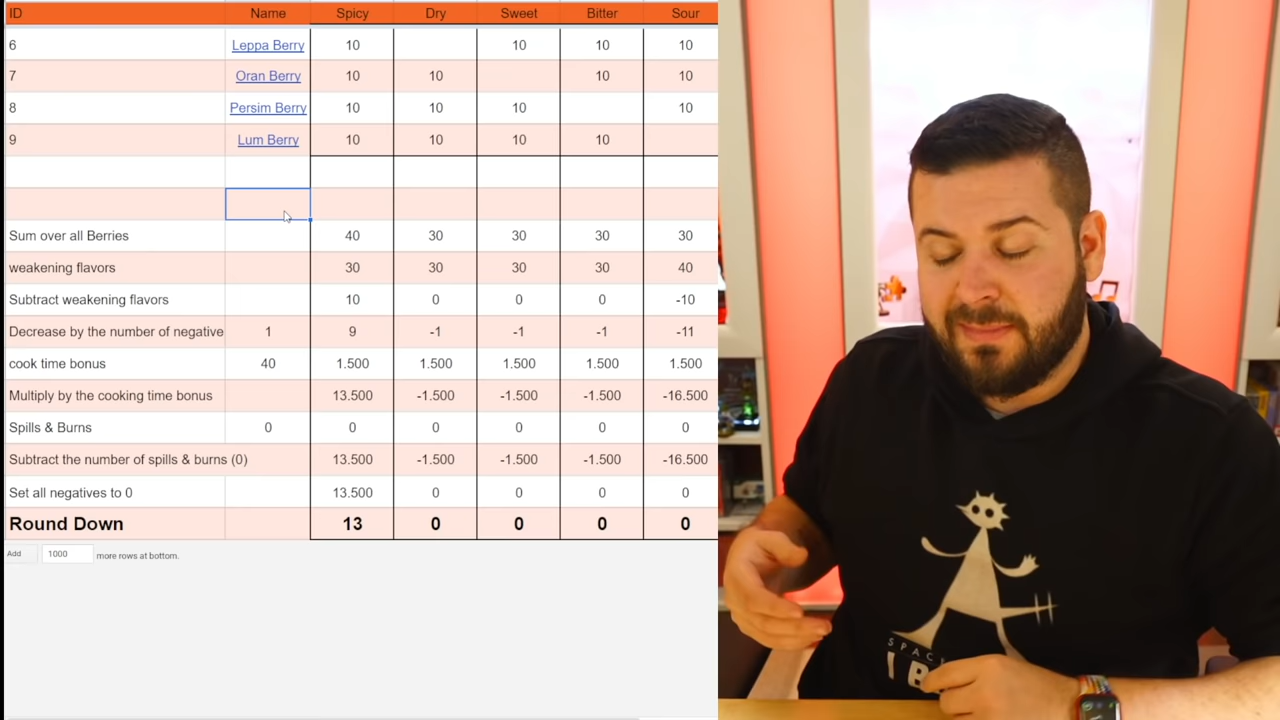 ID Name Spicy Dry Sweet Bitter Sour
6 Leppa Berry 10 10 10 10
7 Oran Berry 10 10 10 10
8 Persim Berry 10 10 10 10
9 Lum Berry 10 10 10 10
Sum over all Berries 40 30 30 30 30
weakening flavors 30 30 30 30 40
Subtract weakening flavors 10 0 0 0 -10
Decrease by the number of negative 1 9 -1 -1 -1 -11
cook time bonus 40 1.500 1.500 1.500 1.500 1.500
Multiply by the cooking time bonus 13.500 -1.500 -1.500 -1.500 -16.500
Spills & Burns 0 0 0 0 0 0
Subtract the number of spills & burns (0) 13.500 -1.500 -1.500 -1.500 -16.500
Set all negatives to 0 13.500 0 0 0 0
Round Down 13 0 0 0 0
Add 1000 more rows at bottom.
SPAC